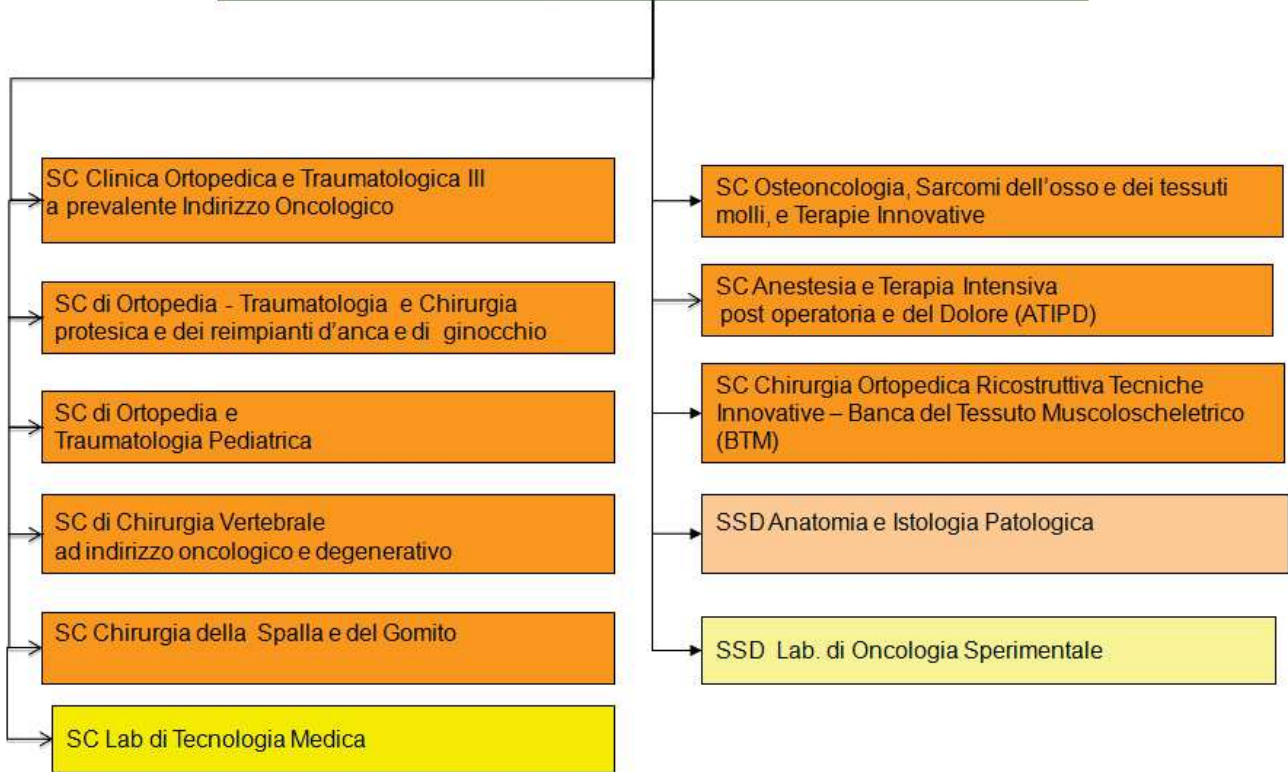 SC Clinica Ortopedica e Traumatologica III
a prevalente Indirizzo Oncologico
SC di Ortopedia - Traumatologia e Chirurgia
protesica e dei reimpianti d'anca e di ginocchio
SC di Ortopedia e
Traumatologia Pediatrica
SC di Chirurgia Vertebrale
ad indirizzo oncologico e degenerativo
SC Chirurgia della Spalla e del Gomito
SC Lab di Tecnologia Medica
SC Osteoncologia, Sarcomi dell'osso e dei tessuti
molli, e Terapie Innovative
SC Anestesia e Terapia Intensiva
post operatoria e del Dolore (ATIPD)
SC Chirurgia Ortopedica Ricostruttiva Tecniche
Innovative – Banca del Tessuto Muscoloscheletrico
(BTM)
SSD Anatomia e Istologia Patologica
SSD Lab. di Oncologia Sperimentale